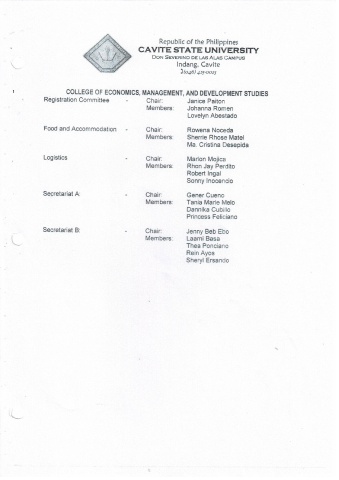 Republic of the Philippines
CAVITE STATE UNIVERSITY
DON SEVERINO DE LAS ALAS CAMPUS
Indang, Cavite
COLLEGE OF ECONOMICS, MANAGEMENT, AND DEVELOPMENT STUDIES
Registration Committee - Chair: Janice Paiton
Members: Johanna Romen
Lovelyn Abestado
Food and Accommodation - Chair: Rowena Noceda
Members: Sherrie Rhose Matel
Ma. Cristina Desepida
Logistics - Chair: Marlon Mojica
Members: Rhon Jay Perdito
Robert Ingal
Sonny Inocencio
Secretariat A: - Chair: Gener Cueno
Members: Tania Marie Melo
Dannika Cubillo
Princess Feliciano
Secretariat B: - Chair: Jenny Beb Ebo
Members: Laarni Basa
Thea Ponciano
Rein Ayos
Sheryl Ersando